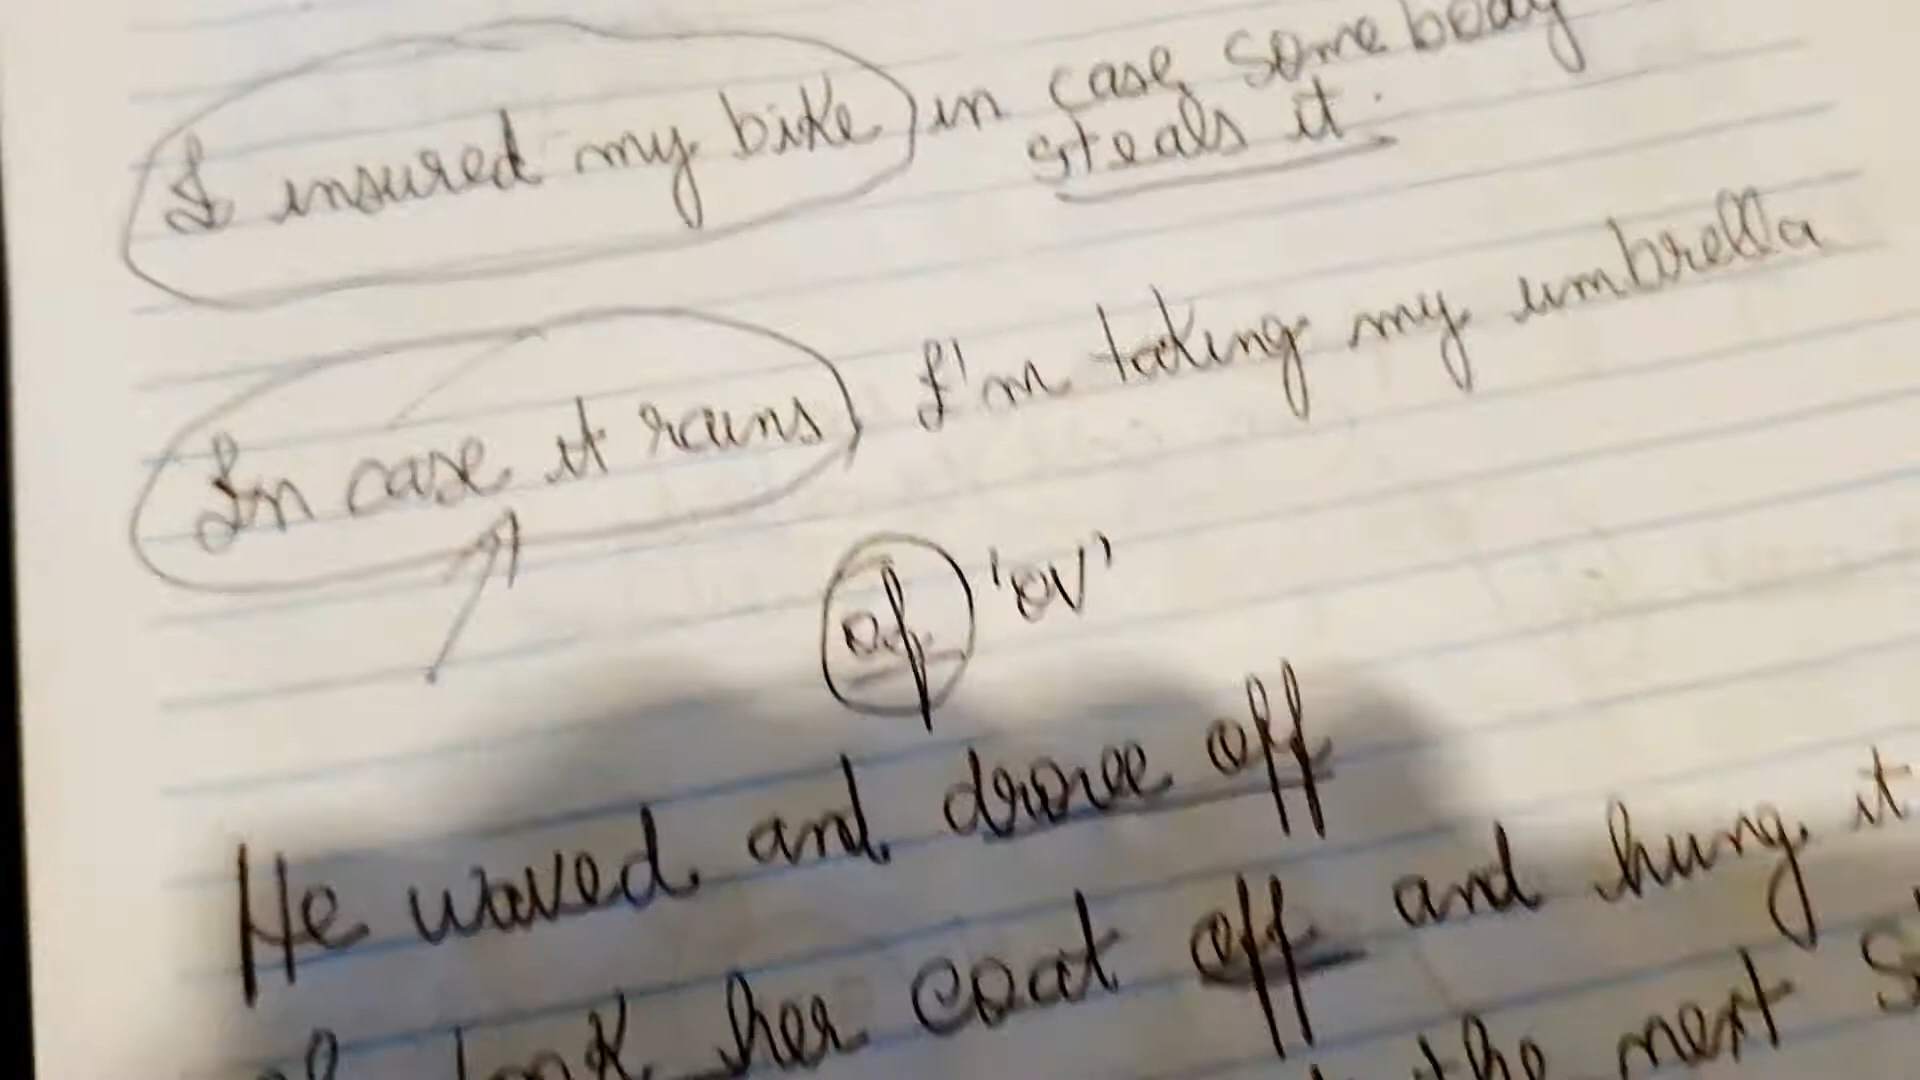 I insured my bike in case somebody
steals it.
In case it rains, I'm taking my umbrella
of 'ov'
He waved and drove off
took her coat off and hung it
the next